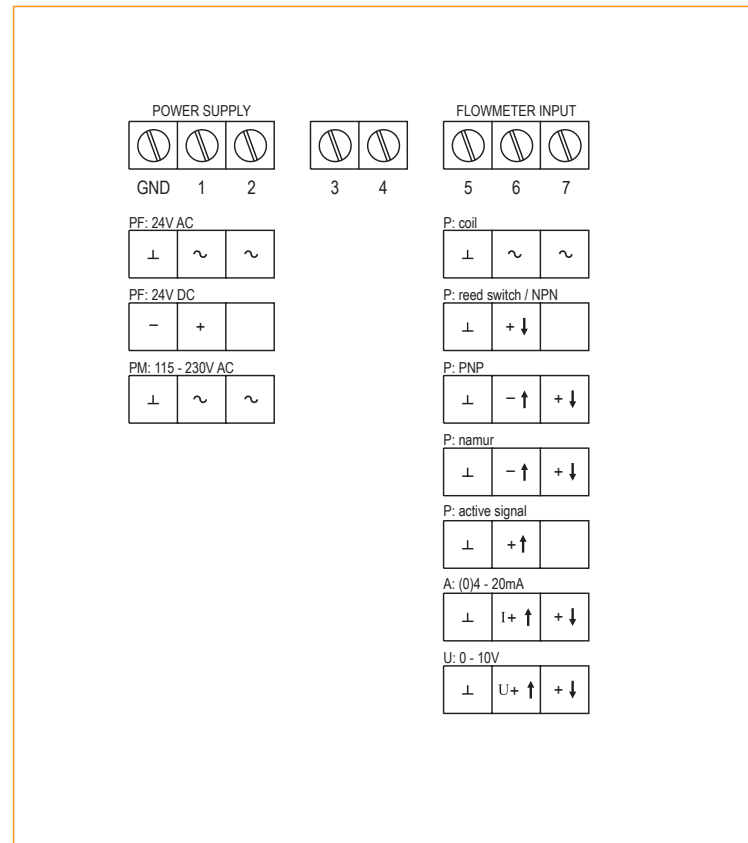 POWER SUPPLY FLOWMETER INPUT
GND 1 2 3 4 5 6 7
PF: 24V AC P: coil
⊥ ~ ~ ⊥ ~ ~
PF: 24V DC P: reed switch / NPN
− + ⊥ + ↓
PM: 115 - 230V AC P: PNP
⊥ ~ ~ ⊥ − ↑ + ↓
P: namur
⊥ − ↑ + ↓
P: active signal
⊥ + ↑
A: (0)4 - 20mA
⊥ I+ ↑ + ↓
U: 0 - 10V
⊥ U+ ↑ + ↓